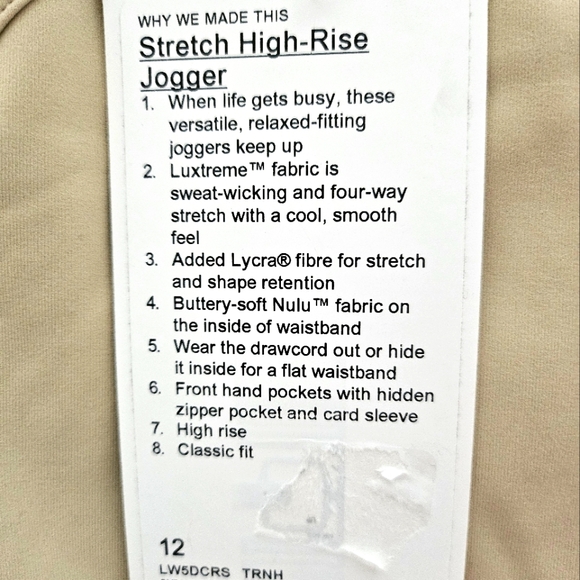 WHY WE MADE THIS
Stretch High-Rise
Jogger
1. When life gets busy, these
versatile, relaxed-fitting
joggers keep up
2. Luxtreme™ fabric is
sweat-wicking and four-way
stretch with a cool, smooth
feel
3. Added Lycra® fibre for stretch
and shape retention
4. Buttery-soft Nulu™ fabric on
the inside of waistband
5. Wear the drawcord out or hide
it inside for a flat waistband
6. Front hand pockets with hidden
zipper pocket and card sleeve
7. High rise
8. Classic fit
12
LW5DCRS TRNH